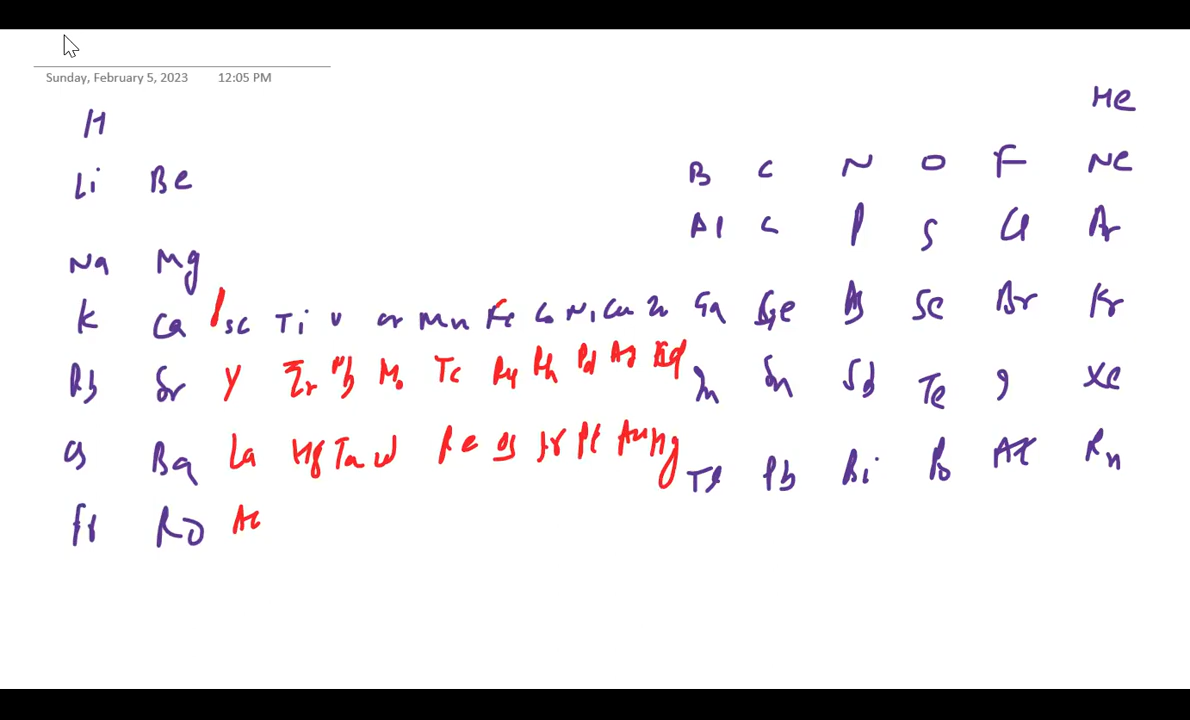 Sunday, February 5, 2023 12:05 PM
He
H
Li Be B C N O F Ne
Na Mg Al C P S Cl Ar
K Ca Sc Ti V Cr Mn Fe Co Ni Cu Zn Ga Ge As Se Br Kr
Rb Sr Y Zr Nb Mo Tc Ru Rh Pd Ag Cd In Sn Sb Te I Xe
Cs Ba La Hf Ta W Re Os Ir Pt Au Hg Tl Pb Bi Po At Rn
Fr Ra Ac